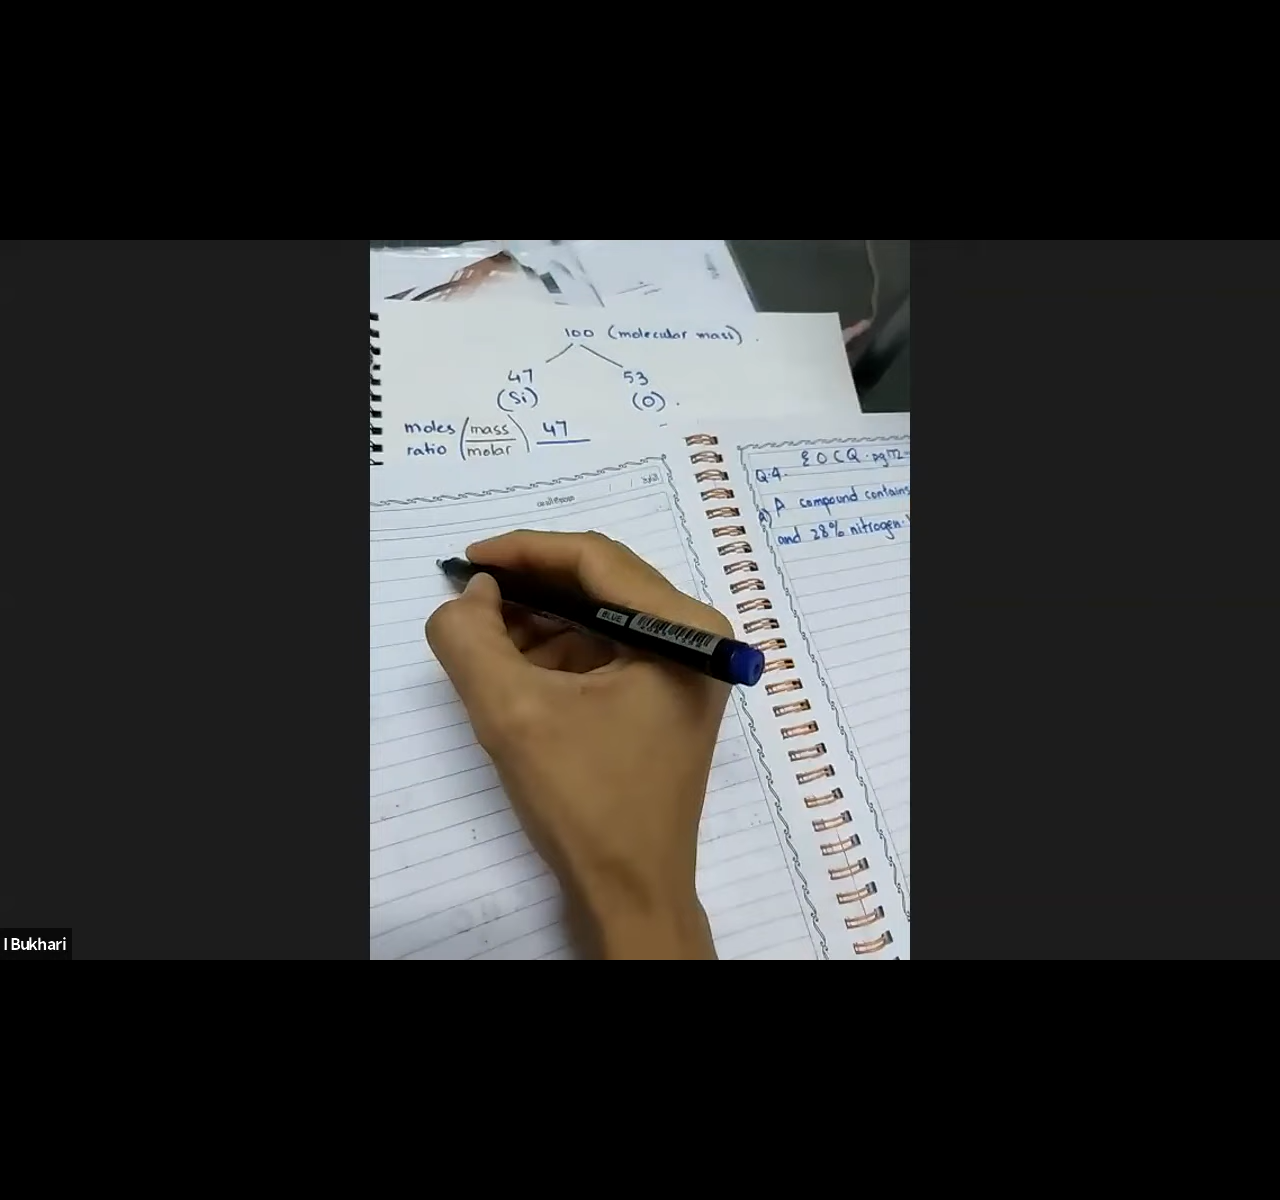 100 (molecular mass).
47 53
(Si) (O).
moles (mass 47
ratio molar)
EOCQ.
Q:4.
a) A compound contains
and 28% nitrogen.
BLUE
I Bukhari